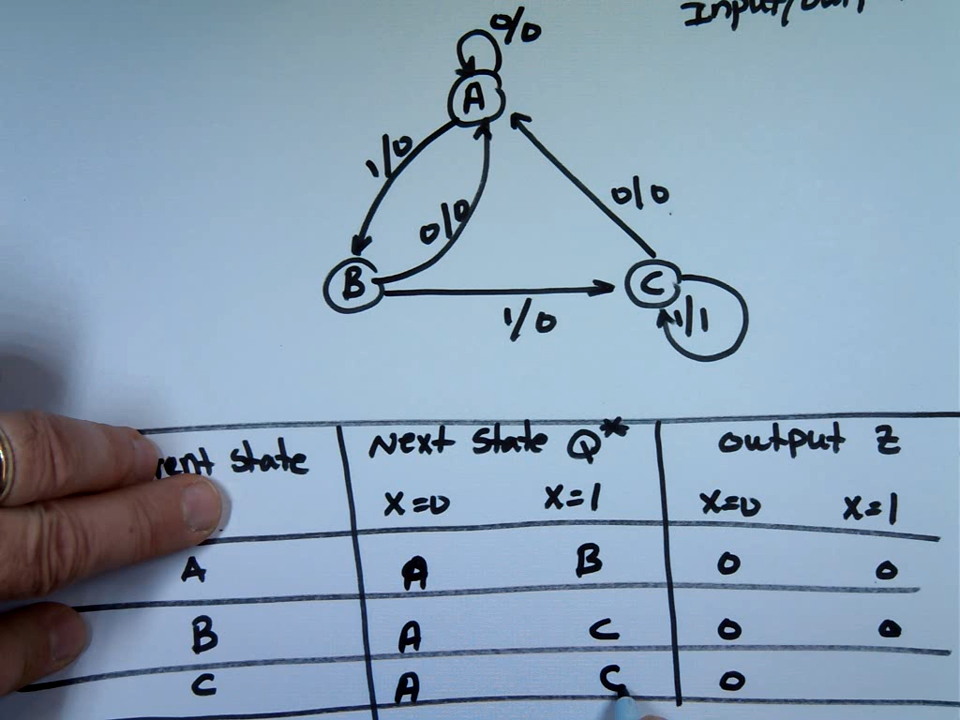 Input/
0/0
A
1/0
0/0
0/0
B
C
1/1
1/0
rent state Next State Q* output Z
X=0 X=1 X=0 X=1
A A B 0 0
B A C 0 0
C A C 0